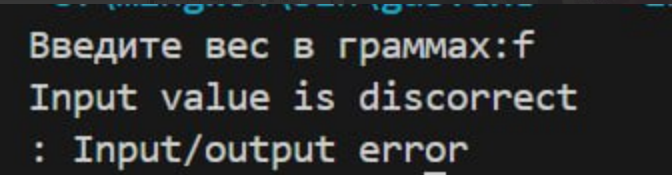 Введите вес в граммах:f
Input value is discorrect
: Input/output error